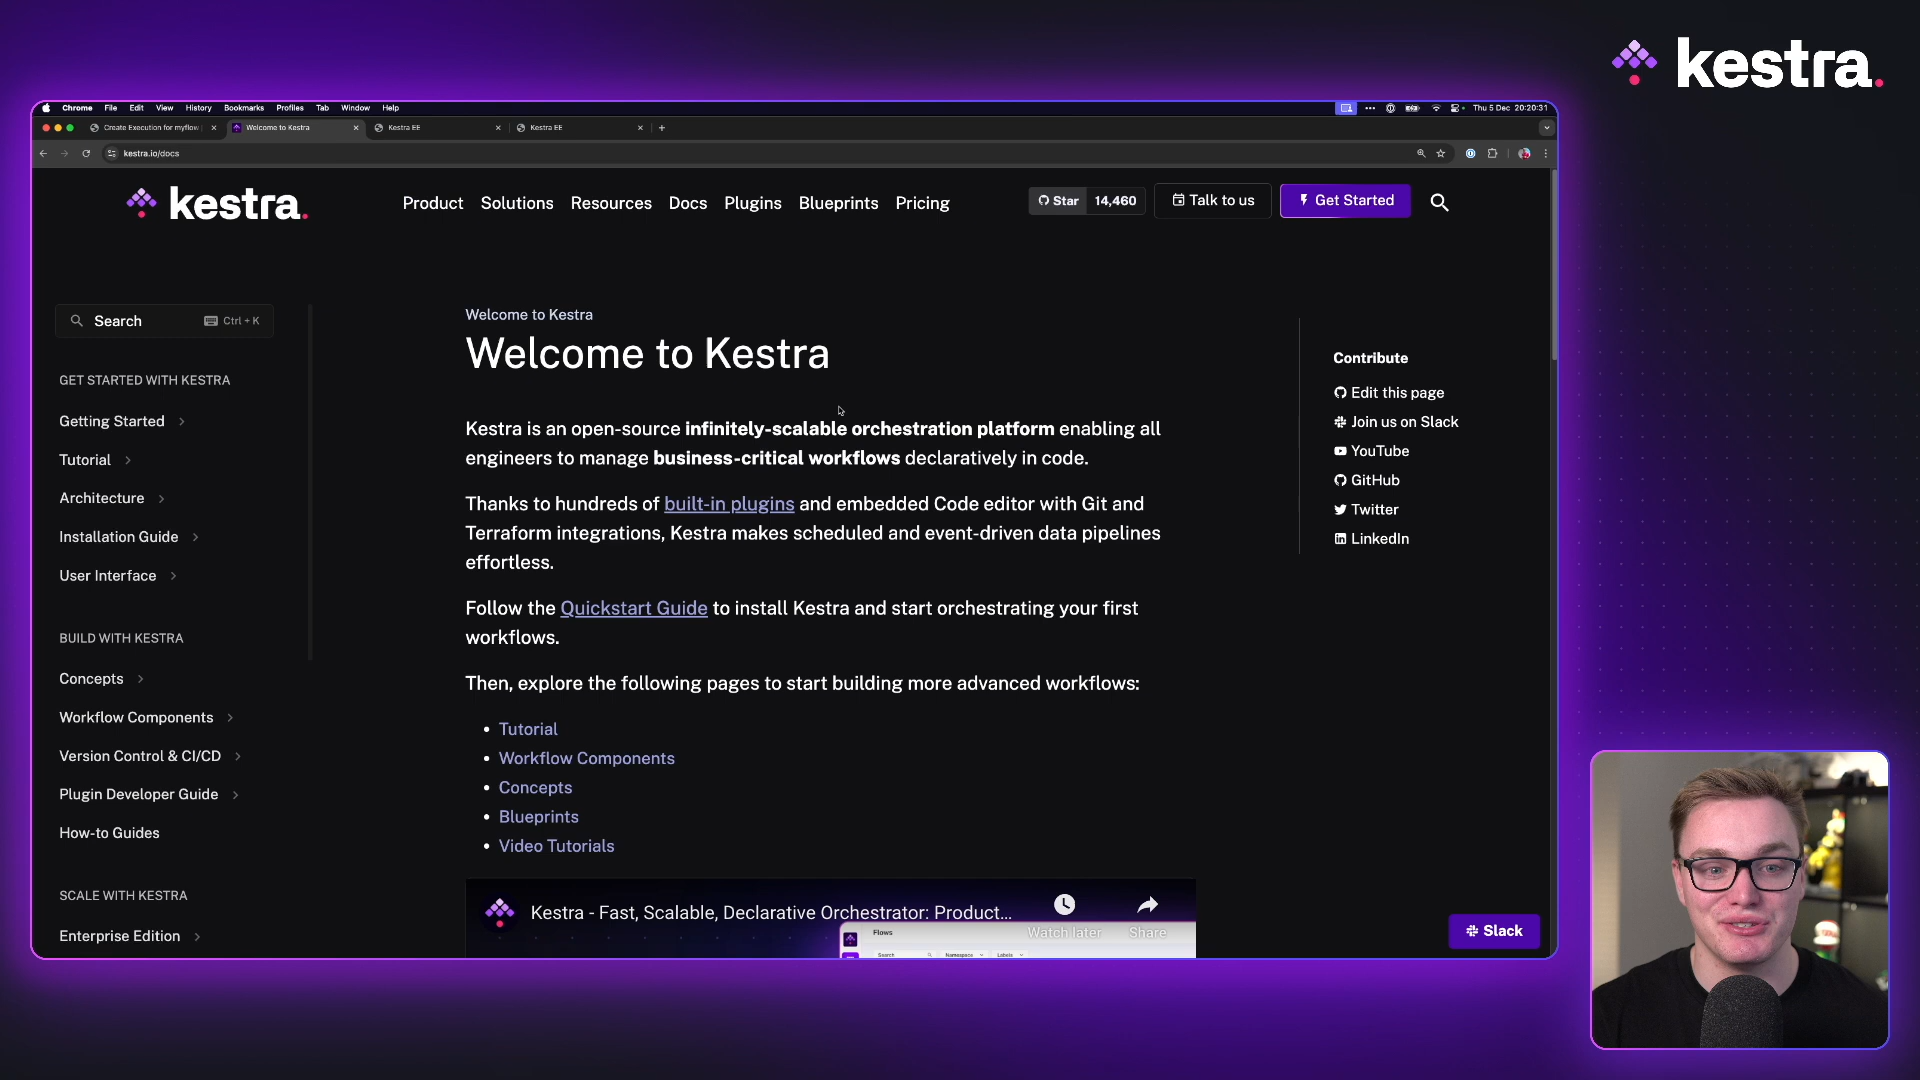 kestra.
Chrome File Edit View History Bookmarks Profiles Tab Window Help
Thu 5 Dec 20:20:31
Create Execution for myflow
Welcome to Kestra
Kestra EE
Kestra EE
kestra.io/docs
kestra.
Product Solutions Resources Docs Plugins Blueprints Pricing
Star 14,460
Talk to us
Get Started
Search Ctrl + K
GET STARTED WITH KESTRA
Getting Started
Tutorial
Architecture
Installation Guide
User Interface
BUILD WITH KESTRA
Concepts
Workflow Components
Version Control & CI/CD
Plugin Developer Guide
How-to Guides
SCALE WITH KESTRA
Enterprise Edition
Welcome to Kestra
Welcome to Kestra
Kestra is an open-source infinitely-scalable orchestration platform enabling all
engineers to manage business-critical workflows declaratively in code.
Thanks to hundreds of built-in plugins and embedded Code editor with Git and
Terraform integrations, Kestra makes scheduled and event-driven data pipelines
effortless.
Follow the Quickstart Guide to install Kestra and start orchestrating your first
workflows.
Then, explore the following pages to start building more advanced workflows:
• Tutorial
• Workflow Components
• Concepts
• Blueprints
• Video Tutorials
Kestra - Fast, Scalable, Declarative Orchestrator: Product...
Watch later
Share
Flows
Search
Namespace
Labels
Contribute
Edit this page
Join us on Slack
YouTube
GitHub
Twitter
LinkedIn
Slack